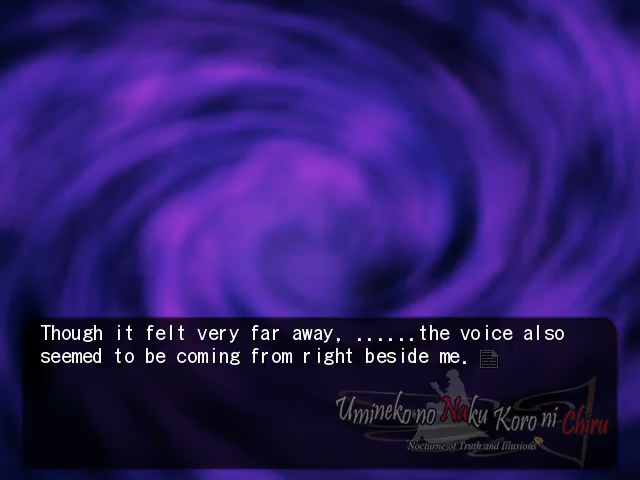 Though it felt very far away, ......the voice also
seemed to be coming from right beside me.
Umineko no Naku Koro ni Chiru
Nocturne of Truth and Illusions